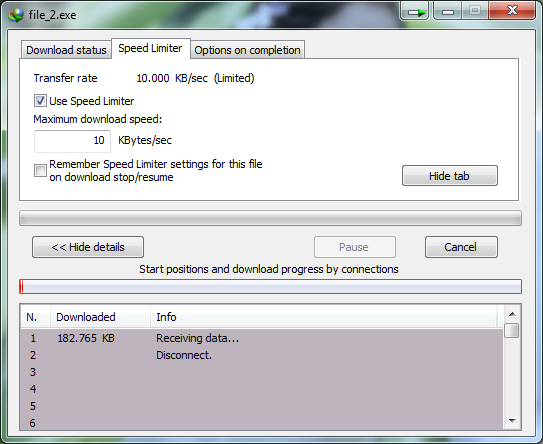 file_2.exe
Download status Speed Limiter Options on completion
Transfer rate 10.000 KB/sec (Limited)
Use Speed Limiter
Maximum download speed:
10 KBytes/sec
Remember Speed Limiter settings for this file
on download stop/resume
Hide tab
<< Hide details Pause Cancel
Start positions and download progress by connections
N. Downloaded Info
1 182.765 KB Receiving data...
2 Disconnect.
3
4
5
6